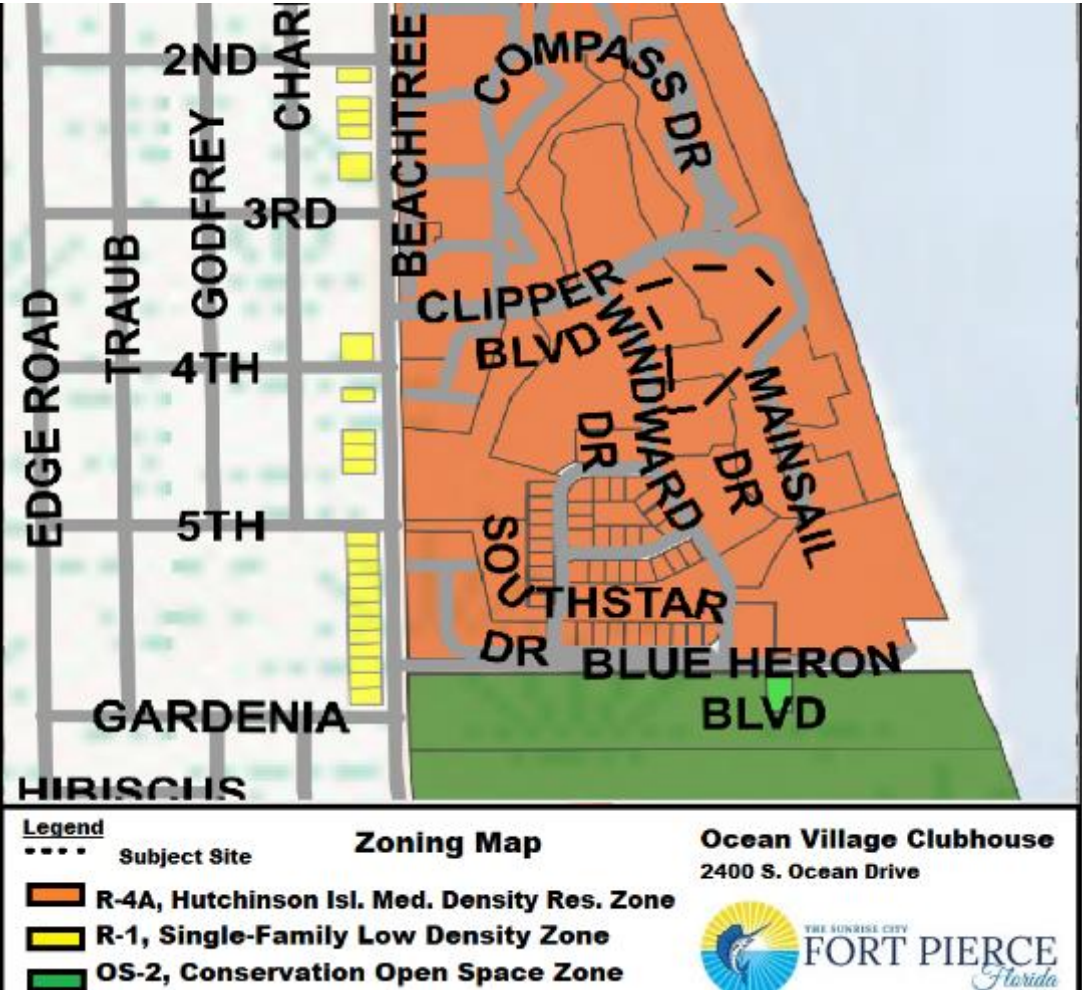 2ND
CHAR
BEACHTREE
COMPASS DR
GODFREY
3RD
TRAUB
EDGE ROAD
CLIPPER
BLVD
WINDWARD
DR
4TH
MAINSAIL
DR
5TH
SOUTHSTAR
DR
BLUE HERON
BLVD
GARDENIA
HIBISCUS
Legend
Subject Site
Zoning Map
Ocean Village Clubhouse
2400 S. Ocean Drive
R-4A, Hutchinson Isl. Med. Density Res. Zone
R-1, Single-Family Low Density Zone
OS-2, Conservation Open Space Zone
THE SUNRISE CITY
FORT PIERCE
Florida